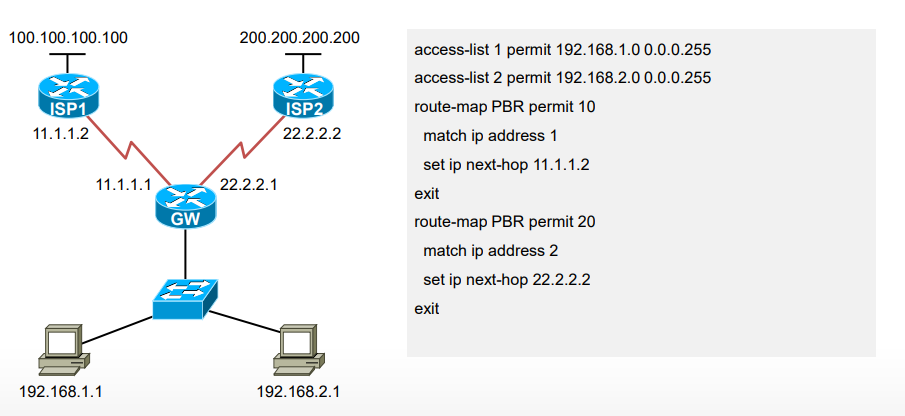 100.100.100.100
200.200.200.200
ISP1
ISP2
11.1.1.2
22.2.2.2
11.1.1.1
22.2.2.1
GW
192.168.1.1
192.168.2.1
access-list 1 permit 192.168.1.0 0.0.0.255
access-list 2 permit 192.168.2.0 0.0.0.255
route-map PBR permit 10
match ip address 1
set ip next-hop 11.1.1.2
exit
route-map PBR permit 20
match ip address 2
set ip next-hop 22.2.2.2
exit